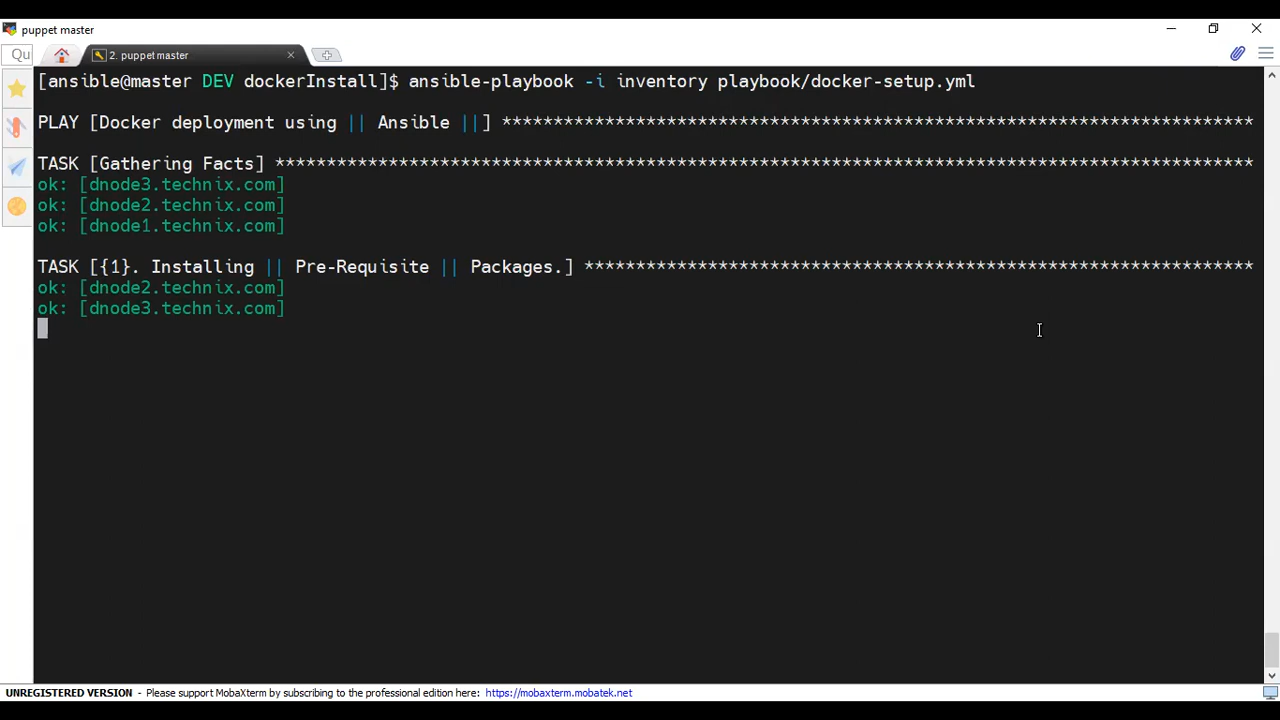 puppet master
Qu
2. puppet master
[ansible@master DEV dockerInstall]$ ansible-playbook -i inventory playbook/docker-setup.yml
PLAY [Docker deployment using || Ansible ||] *************************************************************************
TASK [Gathering Facts] ***********************************************************************************************
ok: [dnode3.technix.com]
ok: [dnode2.technix.com]
ok: [dnode1.technix.com]
TASK [{1}. Installing || Pre-Requisite || Packages.] *****************************************************************
ok: [dnode2.technix.com]
ok: [dnode3.technix.com]
UNREGISTERED VERSION - Please support MobaXterm by subscribing to the professional edition here: https://mobaxterm.mobatek.net